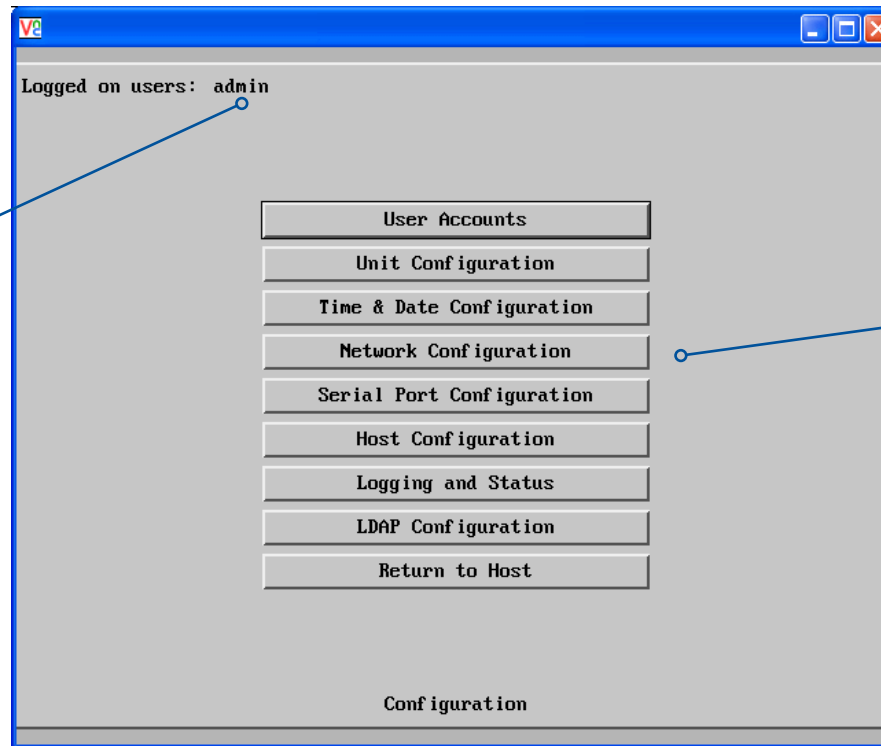 Logged on users: admin
User Accounts
Unit Configuration
Time & Date Configuration
Network Configuration
Serial Port Configuration
Host Configuration
Logging and Status
LDAP Configuration
Return to Host
Configuration